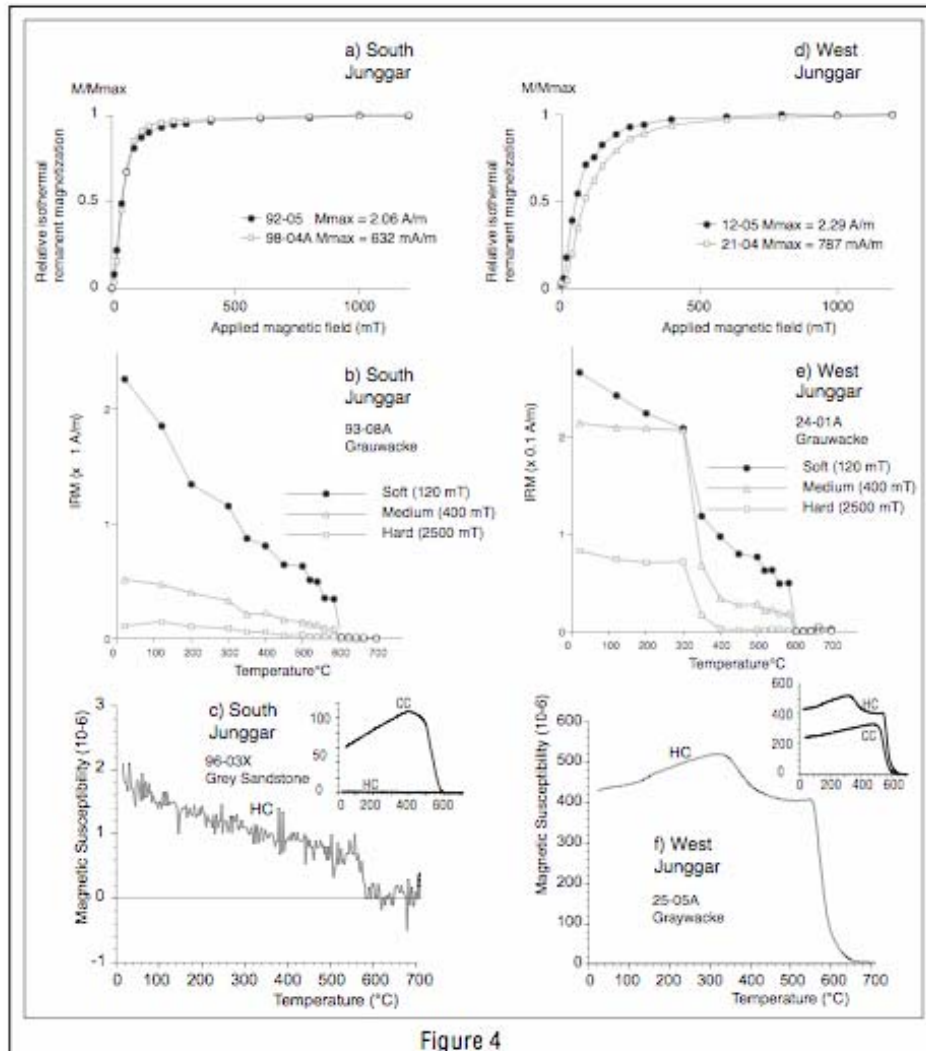 a) South
Junggar
M/Mmax
1
0.5
0
Relative isothermal
remanent magnetization
92-05 Mmax = 2.06 A/m
98-04A Mmax = 632 mA/m
500
1000
Applied magnetic field (mT)
d) West
Junggar
M/Mmax
1
0.5
0
Relative isothermal
remanent magnetization
12-05 Mmax = 2.29 A/m
21-04 Mmax = 787 mA/m
500
1000
Applied magnetic field (mT)
b) South
Junggar
93-08A
Grauwacke
2
1
0
IRM (x 1 A/m)
Soft (120 mT)
Medium (400 mT)
Hard (2500 mT)
100 200 300 400 500 600 700
Temperature°C
e) West
Junggar
24-01A
Grauwacke
2
1
0
IRM (x 0.1 A/m)
Soft (120 mT)
Medium (400 mT)
Hard (2500 mT)
100 200 300 400 500 600 700
Temperature°C
c) South
Junggar
96-03X
Grey Sandstone
3
2
1
0
-1
Magnetic Susceptibility (10-6)
HC
CC
100
50
0
HC
0 200 400 600
0 100 200 300 400 500 600 700
Temperature (°C)
600
500
400
300
200
100
0
Magnetic Susceptibility (10-6)
HC
600
400
200
0
HC
CC
0 200 400 600
f) West
Junggar
25-05A
Graywacke
0 100 200 300 400 500 600 700
Temperature (°C)
Figure 4